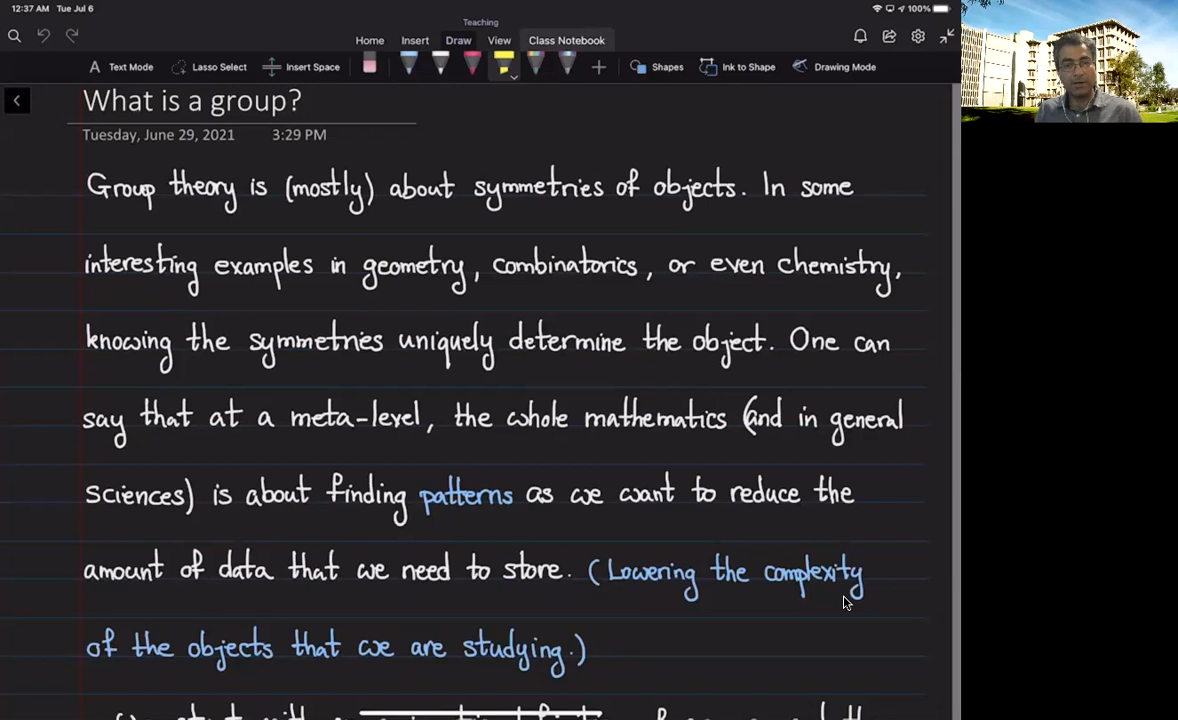 12:37 AM Tue Jul 6
100%
Teaching
Home Insert Draw View Class Notebook
Text Mode Lasso Select Insert Space Shapes Ink to Shape Drawing Mode
What is a group?
Tuesday, June 29, 2021 3:29 PM
Group theory is (mostly) about symmetries of objects. In some
interesting examples in geometry, combinatorics, or even chemistry,
knowing the symmetries uniquely determine the object. One can
say that at a meta-level, the whole mathematics (and in general
sciences) is about finding patterns as we want to reduce the
amount of data that we need to store. (Lowering the complexity
of the objects that we are studying.)